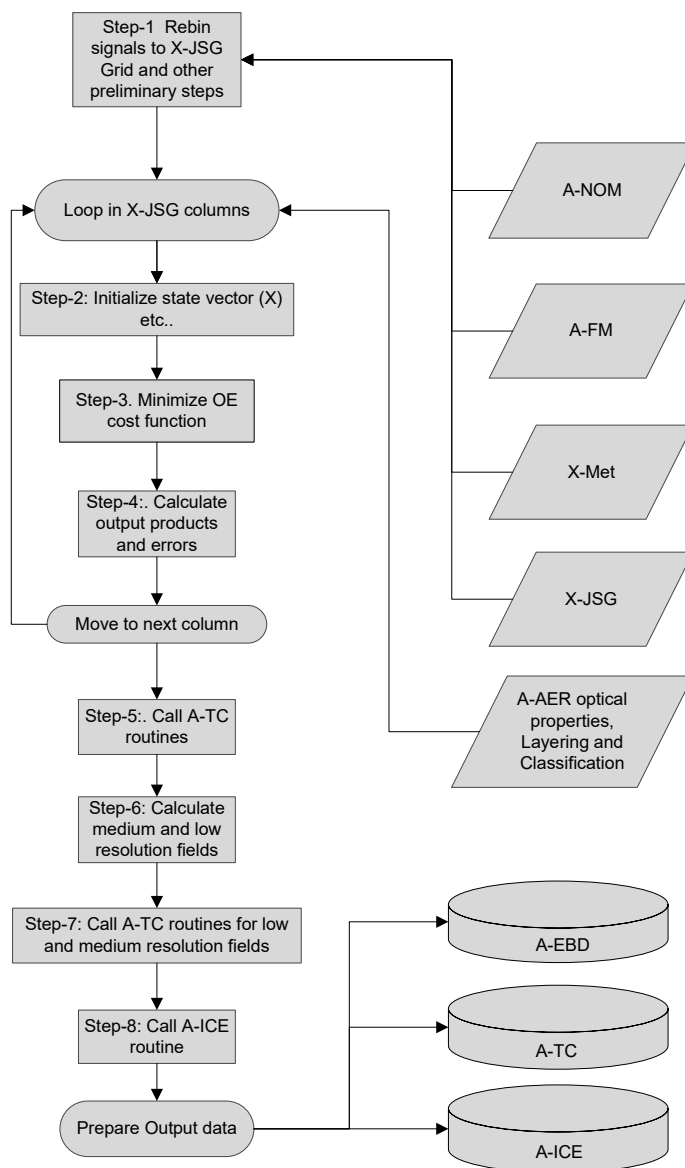 Step-1  Rebin
signals to X-JSG
Grid and other
preliminary steps
A-NOM
Loop in X-JSG columns
Step-2: Initialize state vector (X)
etc..
A-FM
Step-3. Minimize OE
cost function
X-Met
Step-4:. Calculate
output products
and errors
X-JSG
Move to next column
A-AER optical
properties,
Layering and
Classification
Step-5:. Call A-TC
routines
Step-6: Calculate
medium and low
resolution fields
Step-7: Call A-TC routines for low
and medium resolution fields
A-EBD
Step-8: Call A-ICE
routine
A-TC
Prepare Output data
A-ICE